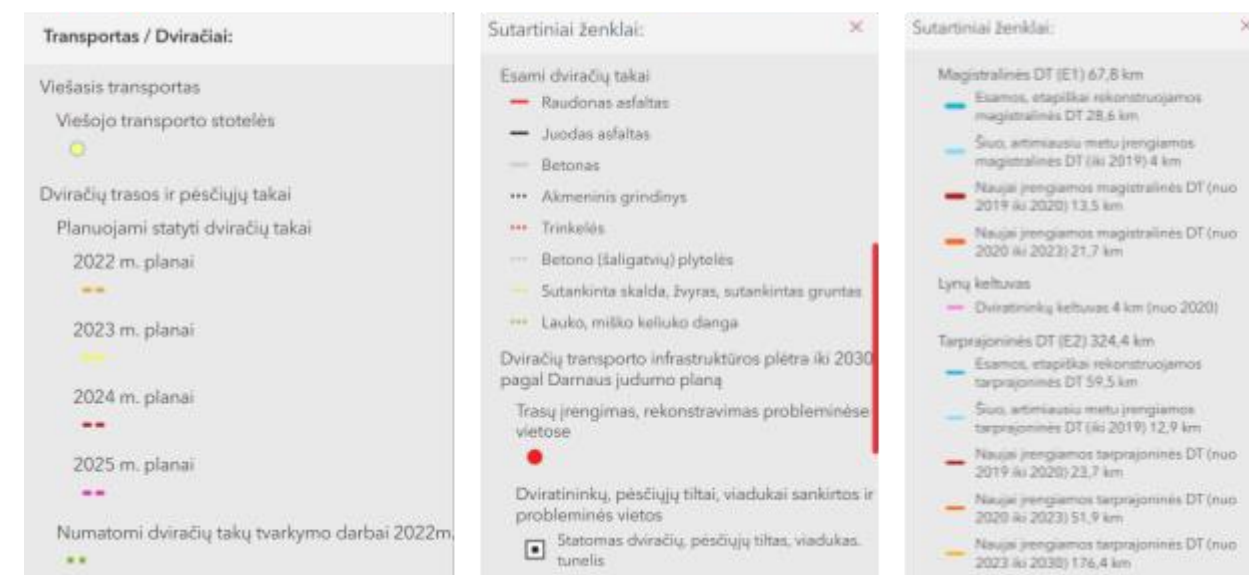 Transportas / Dviračiai:
Viešasis transportas
Viešojo transporto stotelės
Dviračių trasos ir pėsčiųjų takai
Planuojami statyti dviračių takai
2022 m. planai
2023 m. planai
2024 m. planai
2025 m. planai
Numatomi dviračių takų tvarkymo darbai 2022m.
Sutartiniai ženklai:
Esami dviračių takai
Raudonas asfaltas
Juodas asfaltas
Betonas
Akmeninis grindinys
Trinkelės
Betono (šaligatvių) plytelės
Sutankinta skalda, žvyras, sutankintas gruntas
Lauko, miško keliuko danga
Dviračių transporto infrastruktūros plėtra iki 2030
pagal Darnaus judumo planą
Trasų įrengimas, rekonstravimas probleminėse
vietose
Dviratininkų, pėsčiųjų tiltai, viadukai sankirtos ir
probleminės vietos
Statomas dviračių, pėsčiųjų tiltas, viadukas.
tunelis
Sutartiniai ženklai:
Magistralinės DT (E1) 67,8 km
Esamos, etapiškai rekonstruojamos
magistralinės DT 28,6 km
Šiuo, artimiausiu metu įrengiamos
magistralinės DT (iki 2019) 4 km
Naujai įrengiamos magistralinės DT (nuo
2019 iki 2020) 13,5 km
Naujai įrengiamos magistralinės DT (nuo
2020 iki 2023) 21,7 km
Lynų keltuvas
Dviratininkų keltuvas 4 km (nuo 2020)
Tarprajoninės DT (E2) 324,4 km
Esamos, etapiškai rekonstruojamos
tarprajoninės DT 59,5 km
Šiuo, artimiausiu metu įrengiamos
tarprajoninės DT (iki 2019) 12,9 km
Naujai įrengiamos tarprajoninės DT (nuo
2019 iki 2020) 23,7 km
Naujai įrengiamos tarprajoninės DT (nuo
2020 iki 2023) 51,9 km
Naujai įrengiamos tarprajoninės DT (nuo
2023 iki 2030) 176,4 km